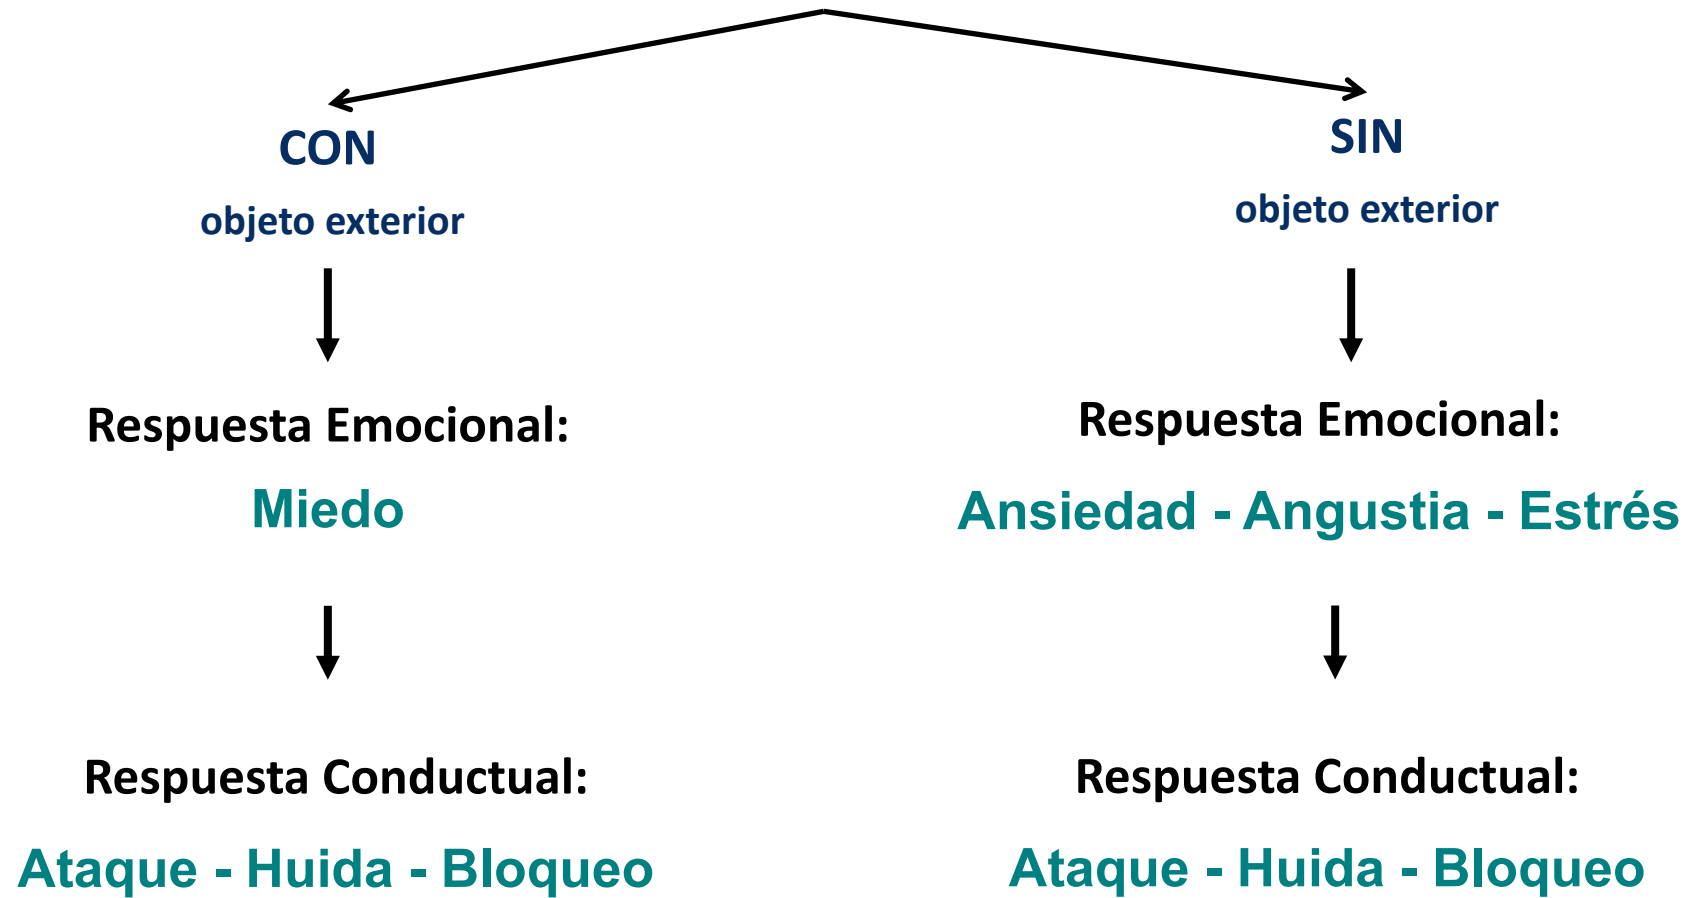 CON
objeto exterior
Respuesta Emocional:
Miedo
Respuesta Conductual:
Ataque - Huida - Bloqueo
SIN
objeto exterior
Respuesta Emocional:
Ansiedad - Angustia - Estrés
Respuesta Conductual:
Ataque - Huida - Bloqueo